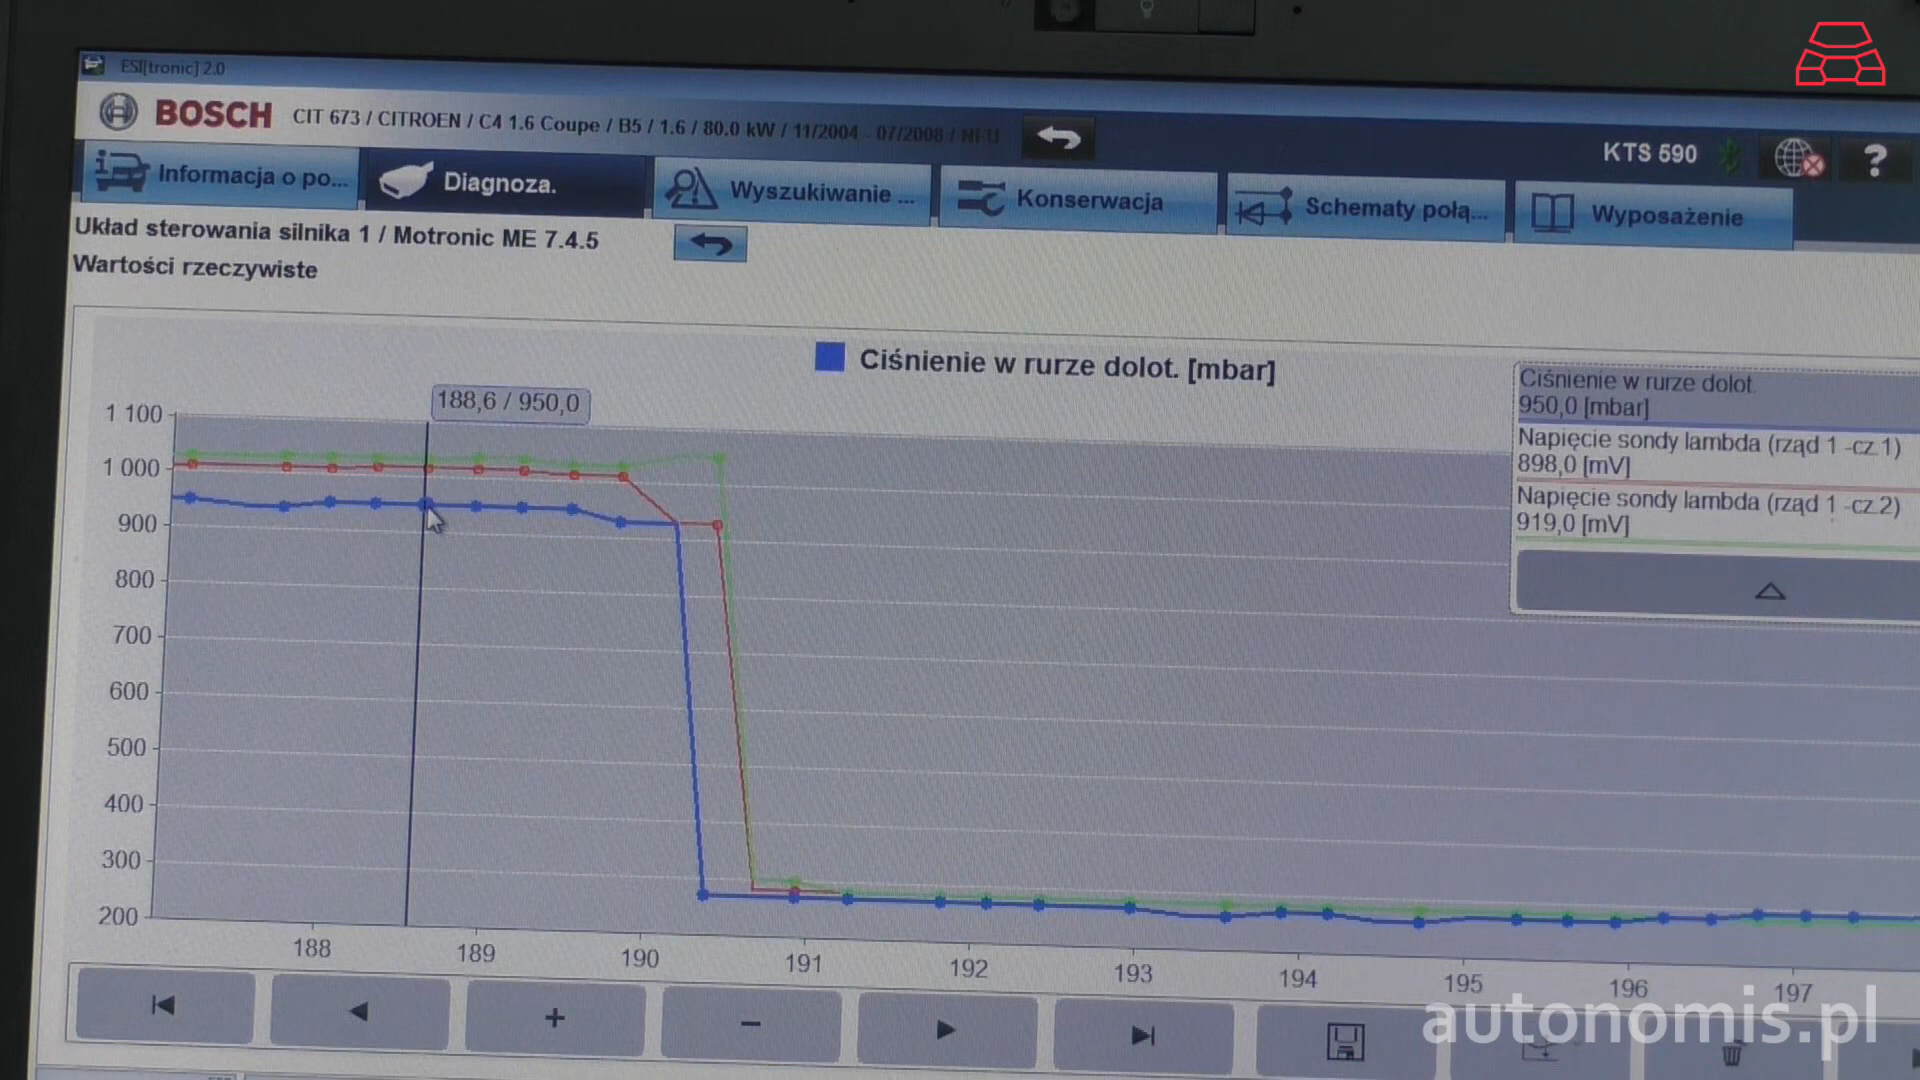 ESI[tronic] 2.0
BOSCH
CIT 673 / CITROEN / C4 1.6 Coupe / B5 / 1.6 / 80.0 kW / 11/2004 - 07/2008 / NFU
KTS 590
?
Informacja o po...
Diagnoza.
Wyszukiwanie ...
Konserwacja
Schematy połą...
Wyposażenie
Układ sterowania silnika 1 / Motronic ME 7.4.5
Wartości rzeczywiste
Ciśnienie w rurze dolot. [mbar]
188,6 / 950,0
Ciśnienie w rurze dolot.
950,0 [mbar]
Napięcie sondy lambda (rząd 1 -cz.1)
898,0 [mV]
Napięcie sondy lambda (rząd 1 -cz.2)
919,0 [mV]
1 100
1 000
900
800
700
600
500
400
300
200
188
189
190
191
192
193
194
195
196
197
+
−
autonomis.pl